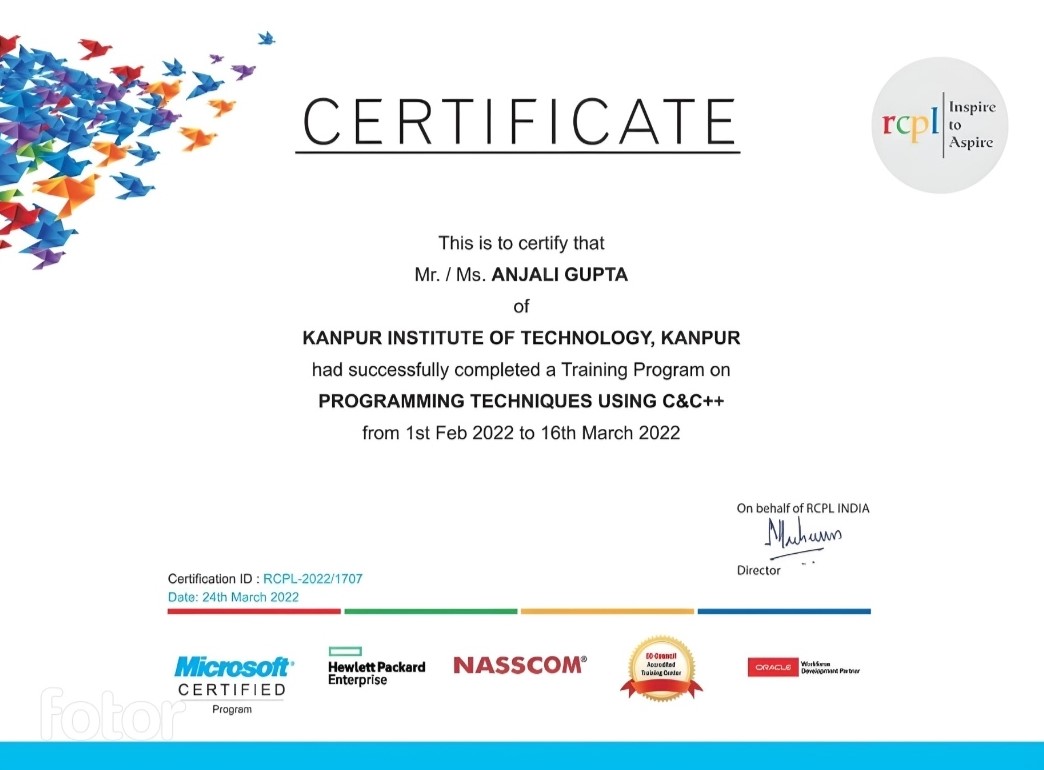 CERTIFICATE
rcpl
Inspire
to
Aspire
This is to certify that
Mr. / Ms. ANJALI GUPTA
of
KANPUR INSTITUTE OF TECHNOLOGY, KANPUR
had successfully completed a Training Program on
PROGRAMMING TECHNIQUES USING C&C++
from 1st Feb 2022 to 16th March 2022
On behalf of RCPL INDIA
Director
Certification ID : RCPL-2022/1707
Date: 24th March 2022
Microsoft
CERTIFIED
Program
Hewlett Packard
Enterprise
NASSCOM®
EC-Council
Accredited
Training Center
ORACLE
Workforce
Development Partner
fotor